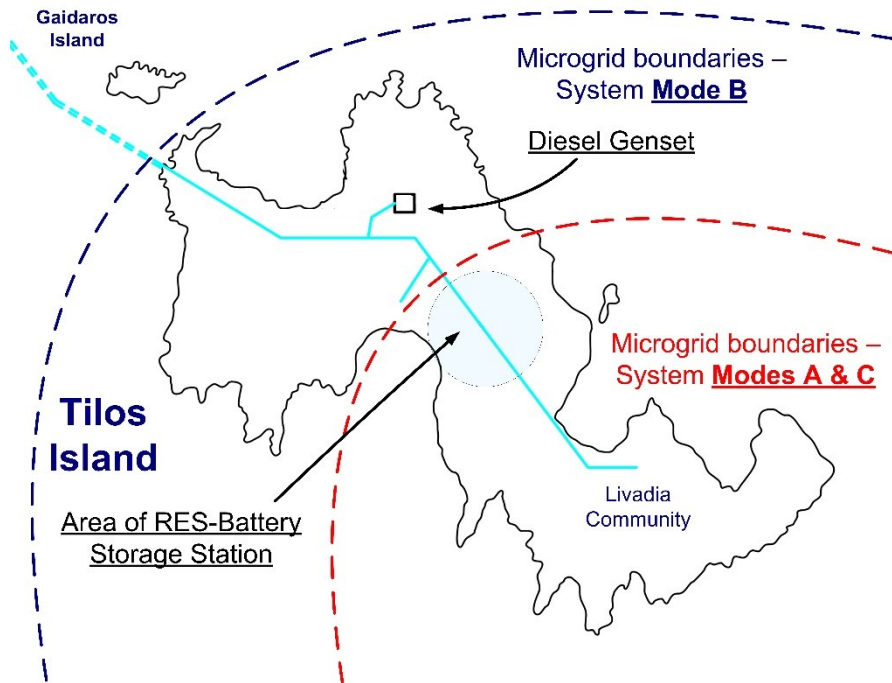 Gaidaros
Island
Microgrid boundaries –
System Mode B
Diesel Genset
Microgrid boundaries –
System Modes A & C
Tilos
Island
Area of RES-Battery
Storage Station
Livadia
Community